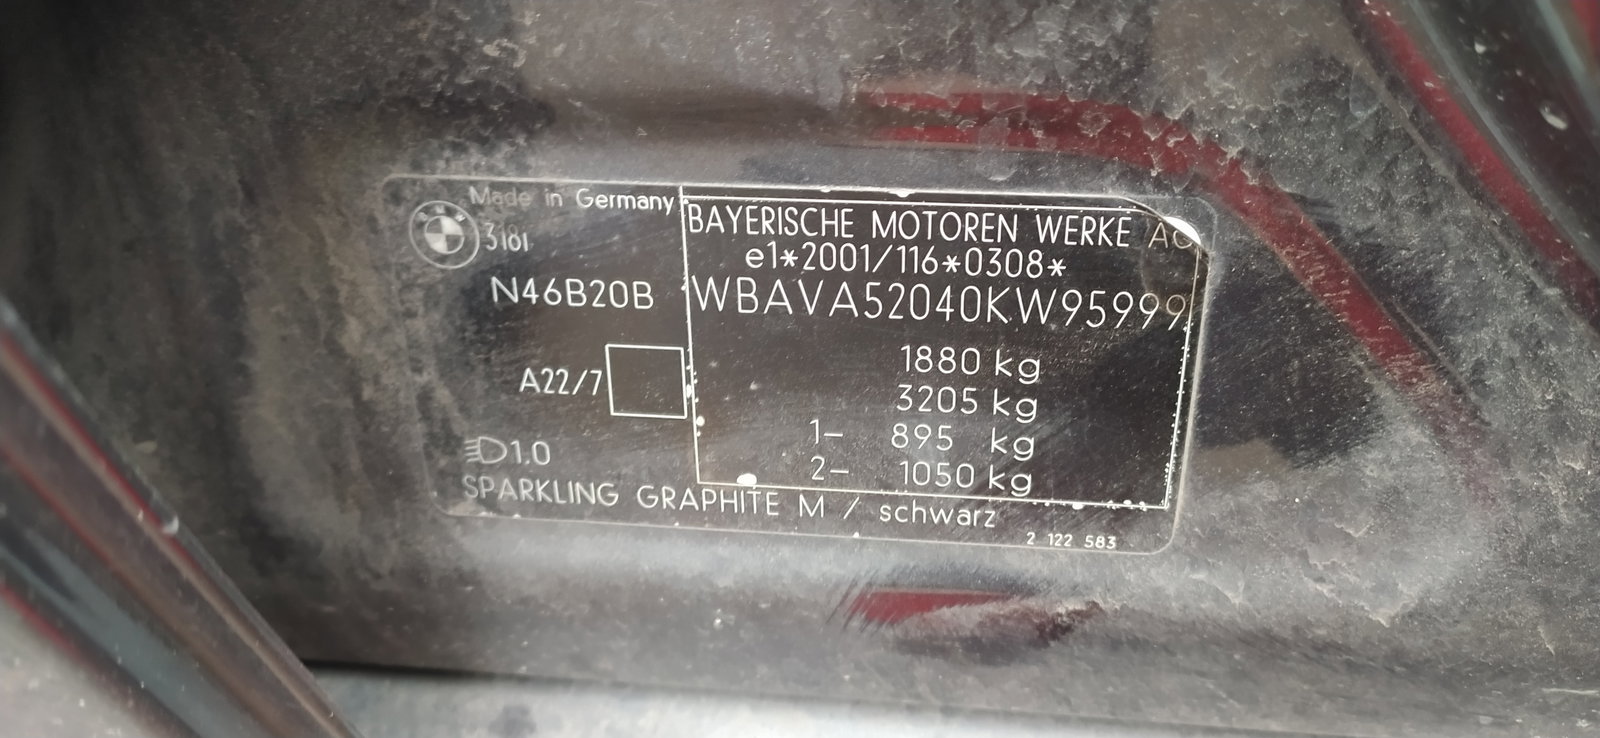 Made in Germany
318i
N46B20B
A22/7
1.0
SPARKLING GRAPHITE M / schwarz
BAYERISCHE MOTOREN WERKE AG
e1*2001/116*0308*
WBAVA52040KW95999
1880 kg
3205 kg
1- 895 kg
2- 1050 kg
2 122 583